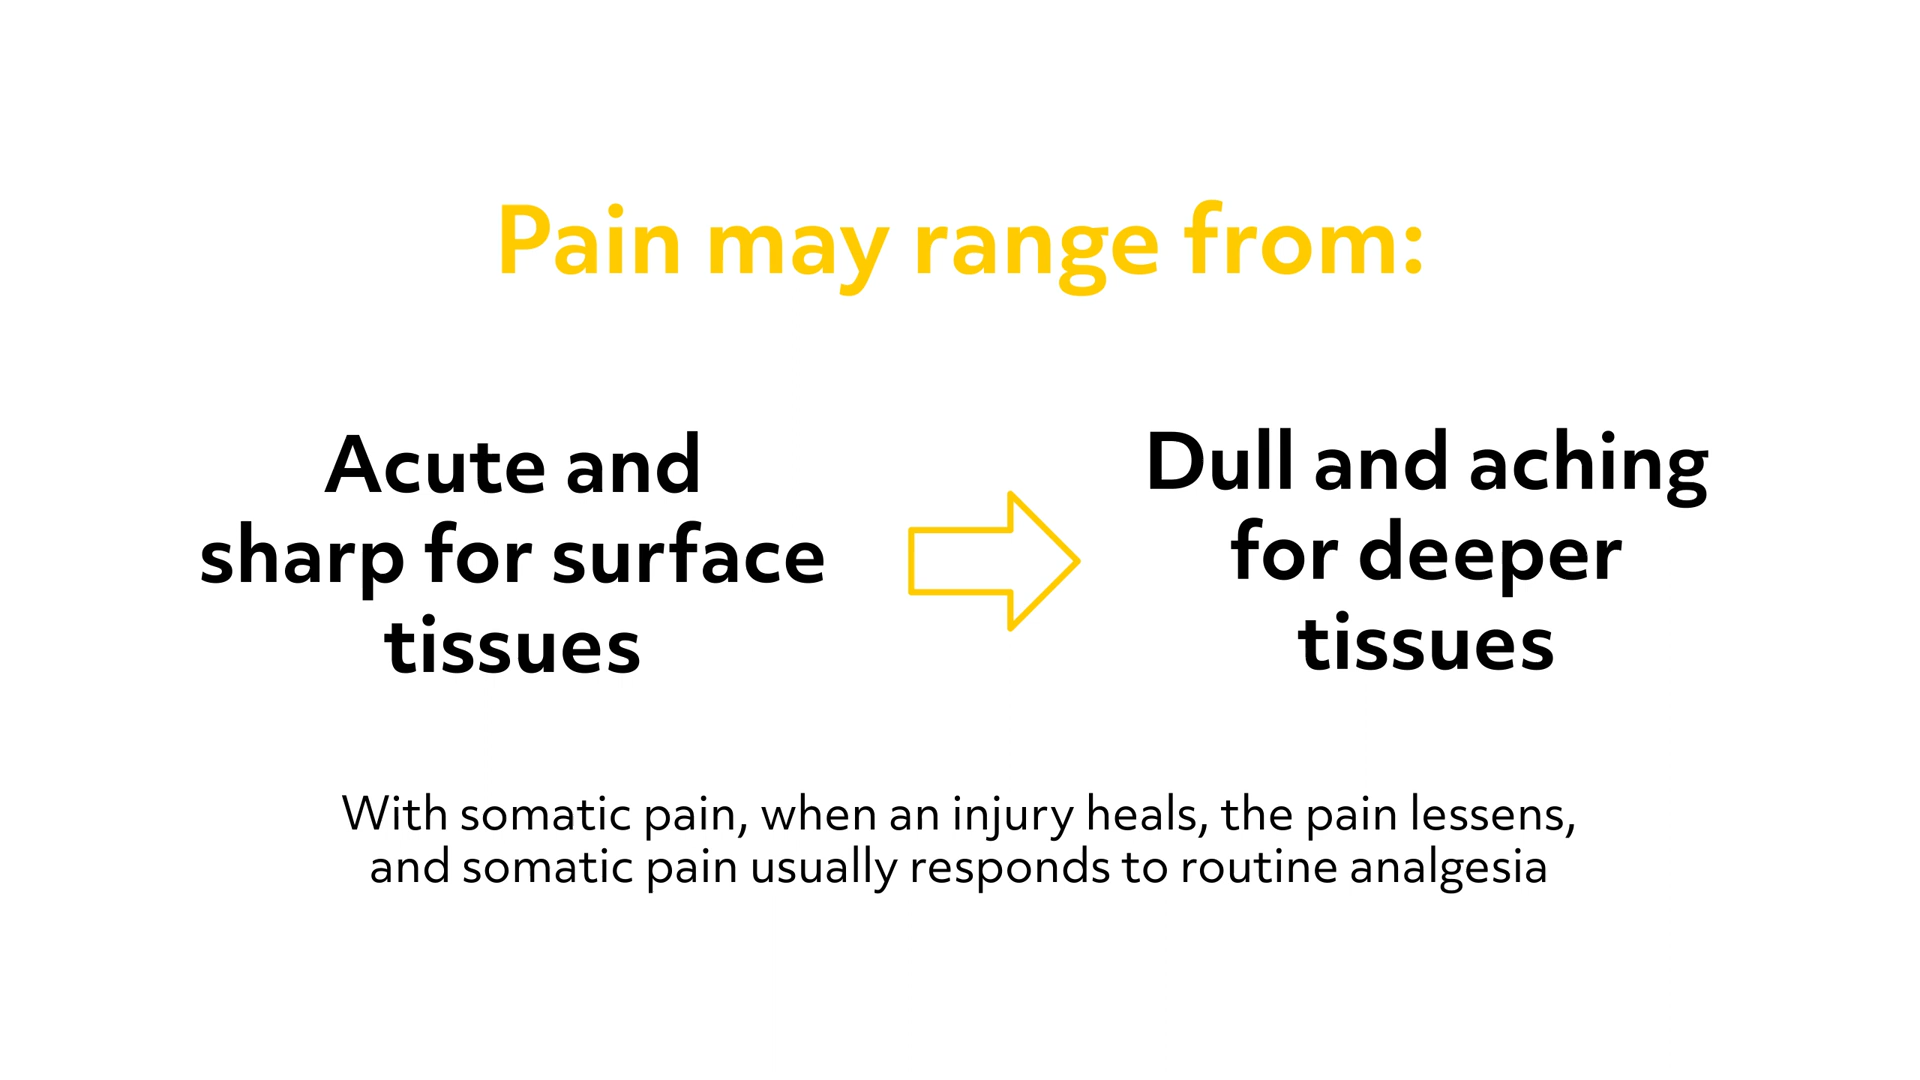 Pain may range from:
Acute and
sharp for surface
tissues
Dull and aching
for deeper
tissues
With somatic pain, when an injury heals, the pain lessens,
and somatic pain usually responds to routine analgesia